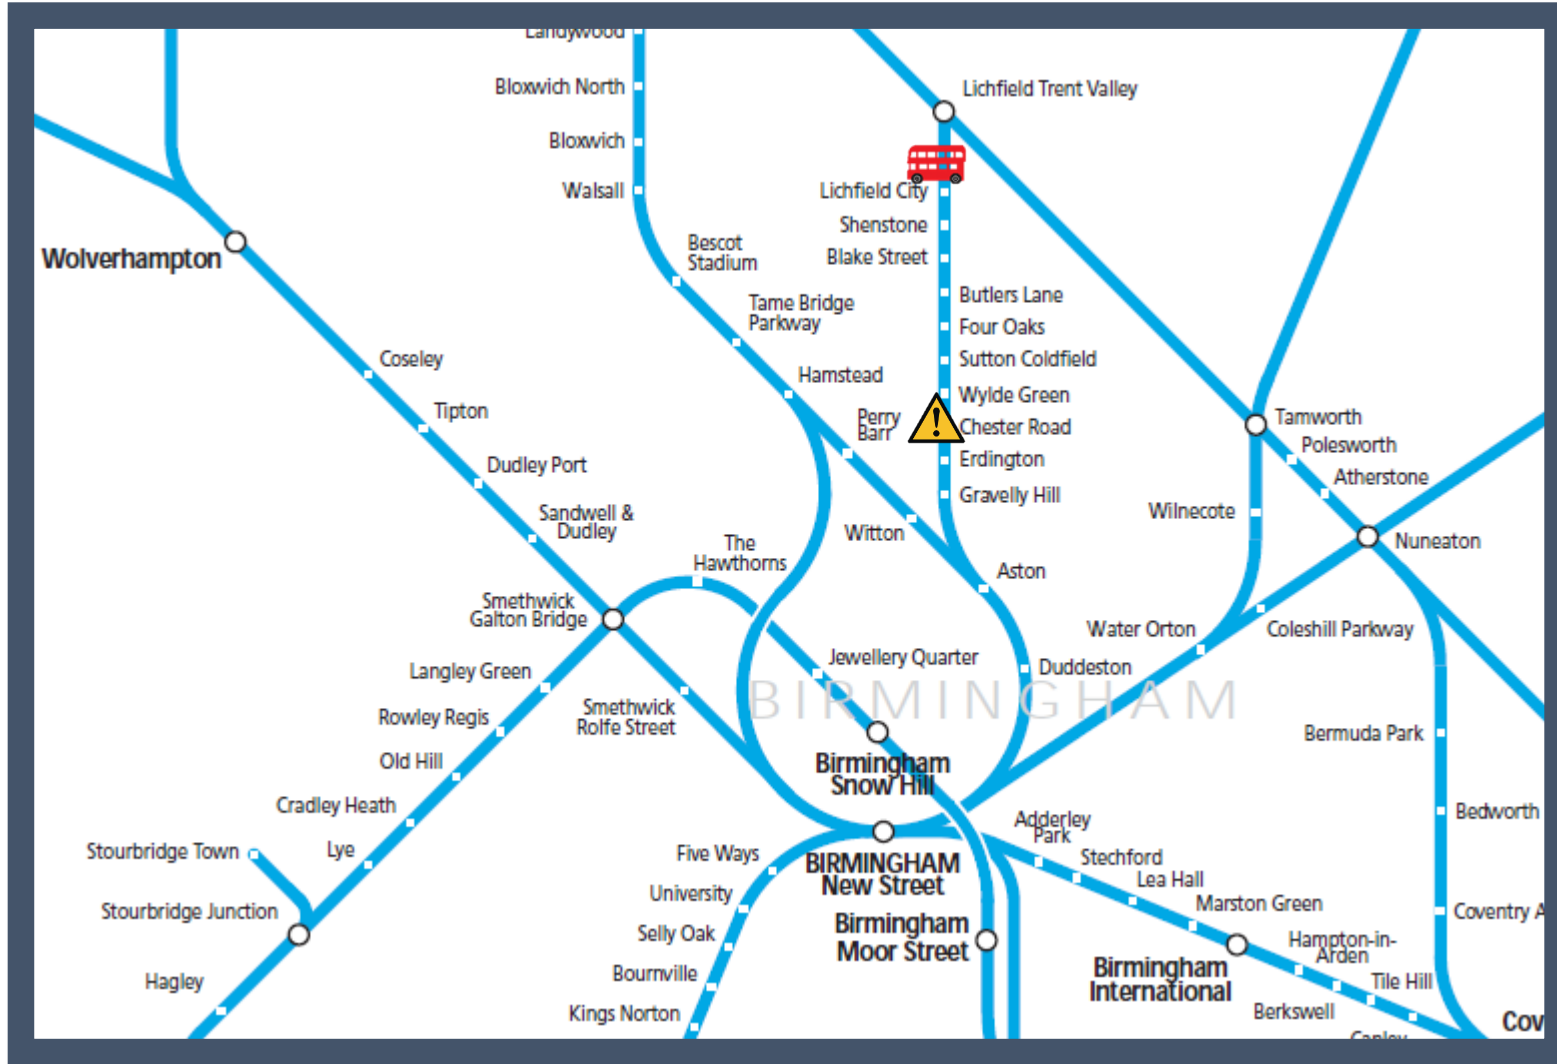 Landywood
Bloxwich North
Bloxwich
Walsall
Lichfield Trent Valley
Lichfield City
Shenstone
Blake Street
Butlers Lane
Four Oaks
Sutton Coldfield
Wylde Green
Chester Road
Erdington
Gravelly Hill
Wolverhampton
Coseley
Tipton
Dudley Port
Sandwell &
Dudley
Bescot
Stadium
Tame Bridge
Parkway
Hamstead
Perry
Barr
Witton
Aston
Duddeston
The
Hawthorns
Smethwick
Galton Bridge
Jewellery Quarter
BIRMINGHAM
Smethwick
Rolfe Street
Langley Green
Rowley Regis
Old Hill
Cradley Heath
Lye
Stourbridge Town
Stourbridge Junction
Hagley
Birmingham
Snow Hill
BIRMINGHAM
New Street
Birmingham
Moor Street
Five Ways
University
Selly Oak
Bournville
Kings Norton
Tamworth
Polesworth
Atherstone
Wilnecote
Nuneaton
Water Orton
Coleshill Parkway
Bermuda Park
Bedworth
Coventry A
Adderley
Park
Stechford
Lea Hall
Marston Green
Birmingham
International
Hampton-in-
Arden
Tile Hill
Berkswell
Canley
Cov